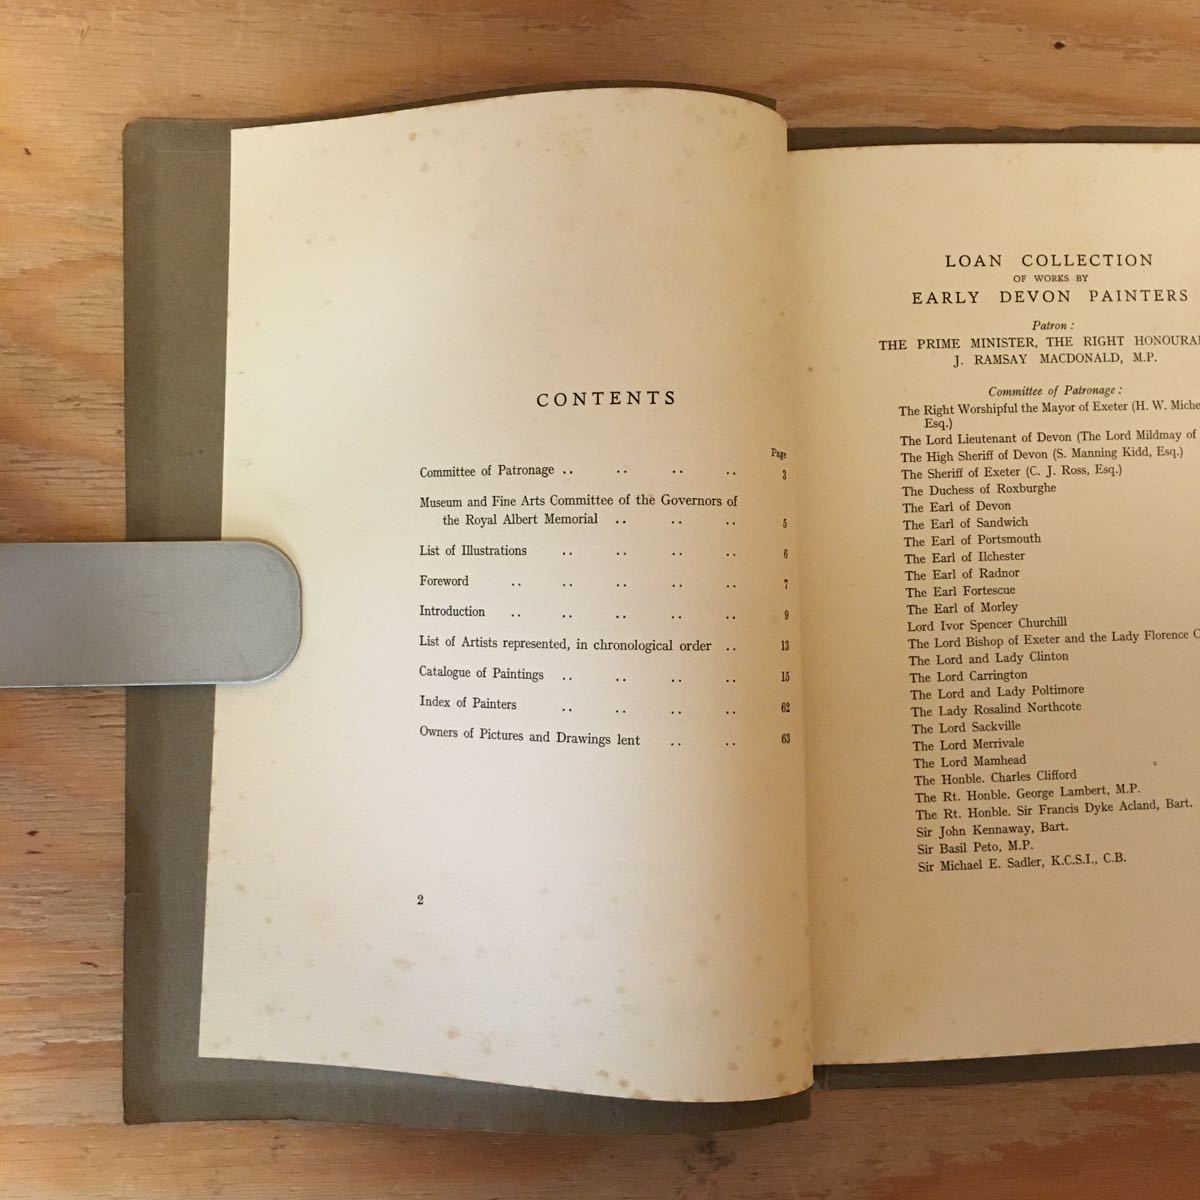 CONTENTS
Page
Committee of Patronage .. .. .. .. 3
Museum and Fine Arts Committee of the Governors of
the Royal Albert Memorial .. .. .. 5
List of Illustrations .. .. .. .. 6
Foreword .. .. .. .. .. 7
Introduction .. .. .. .. .. 9
List of Artists represented, in chronological order .. 13
Catalogue of Paintings .. .. .. .. 15
Index of Painters .. .. .. .. 62
Owners of Pictures and Drawings lent .. .. 63
2
LOAN COLLECTION
OF WORKS BY
EARLY DEVON PAINTERS
Patron :
THE PRIME MINISTER, THE RIGHT
J. RAMSAY MACDONALD, M.P.
Committee of Patronage :
The Right Worshipful the Mayor of Exeter (H. W.
Esq.)
The Lord Lieutenant of Devon (The Lord Mildmay of
The High Sheriff of Devon (S. Manning Kidd, Esq.)
The Sheriff of Exeter (C. J. Ross, Esq.)
The Duchess of Roxburghe
The Earl of Devon
The Earl of Sandwich
The Earl of Portsmouth
The Earl of Ilchester
The Earl of Radnor
The Earl Fortescue
The Earl of Morley
Lord Ivor Spencer Churchill
The Lord Bishop of Exeter and the Lady Florence
The Lord and Lady Clinton
The Lord Carrington
The Lord and Lady Poltimore
The Lady Rosalind Northcote
The Lord Sackville
The Lord Merrivale
The Lord Mamhead
The Honble. Charles Clifford
The Rt. Honble. George Lambert, M.P.
The Rt. Honble. Sir Francis Dyke Acland, Bart.
Sir John Kennaway, Bart.
Sir Basil Peto, M.P.
Sir Michael E. Sadler, K.C.S.I., C.B.